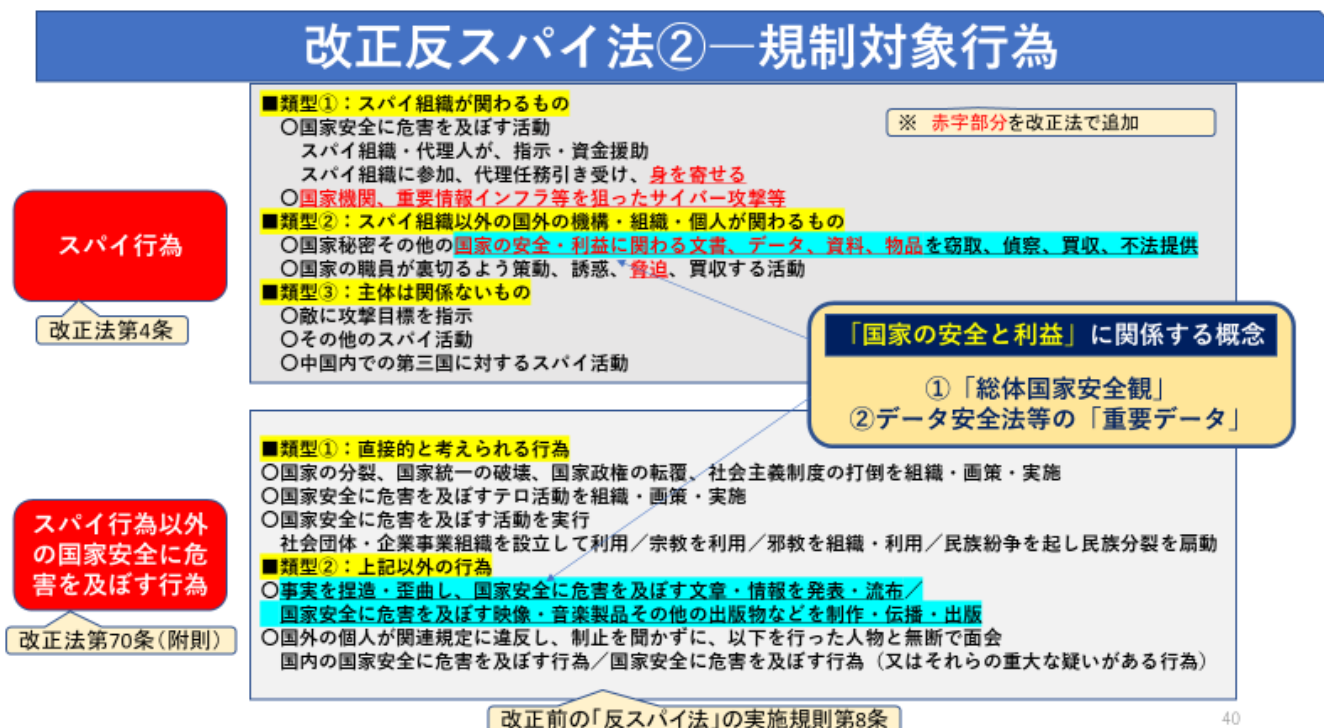 改正反スパイ法②―規制対象行為
■類型①：スパイ組織が関わるもの
※ 赤字部分を改正法で追加
〇国家安全に危害を及ぼす活動
スパイ組織・代理人が、指示・資金援助
スパイ組織に参加、代理任務引き受け、身を寄せる
〇国家機関、重要情報インフラ等を狙ったサイバー攻撃等
■類型②：スパイ組織以外の国外の機構・組織・個人が関わるもの
〇国家秘密その他の国家の安全・利益に関わる文書、データ、資料、物品を窃取、偵察、買収、不法提供
〇国家の職員が裏切るよう策動、誘惑、脅迫、買収する活動
■類型③：主体は関係ないもの
〇敵に攻撃目標を指示
〇その他のスパイ活動
〇中国内での第三国に対するスパイ活動
スパイ行為
改正法第4条
「国家の安全と利益」に関係する概念
①「総体国家安全観」
②データ安全法等の「重要データ」
■類型①：直接的と考えられる行為
〇国家の分裂、国家統一の破壊、国家政権の転覆、社会主義制度の打倒を組織・画策・実施
〇国家安全に危害を及ぼすテロ活動を組織・画策・実施
〇国家安全に危害を及ぼす活動を実行
社会団体・企業事業組織を設立して利用／宗教を利用／邪教を組織・利用／民族紛争を起し民族分裂を扇動
■類型②：上記以外の行為
〇事実を捏造・歪曲し、国家安全に危害を及ぼす文章・情報を発表・流布／
国家安全に危害を及ぼす映像・音楽製品その他の出版物などを制作・伝播・出版
〇国外の個人が関連規定に違反し、制止を聞かずに、以下を行った人物と無断で面会
国内の国家安全に危害を及ぼす行為／国家安全に危害を及ぼす行為（又はそれらの重大な疑いがある行為）
スパイ行為以外
の国家安全に危
害を及ぼす行為
改正法第70条（附則）
改正前の「反スパイ法」の実施規則第8条
40